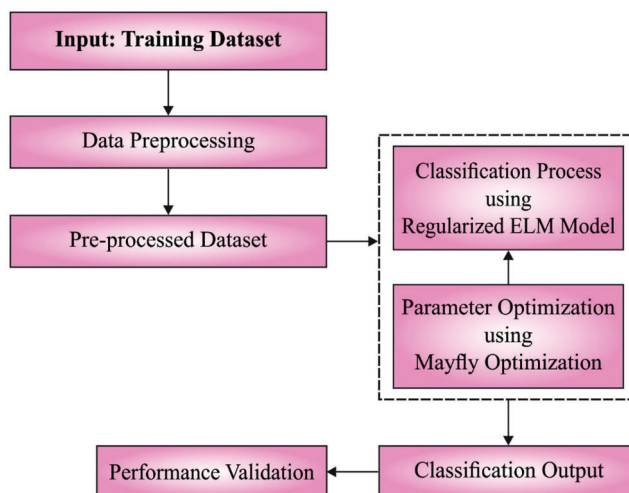 Input: Training Dataset
Data Preprocessing
Pre-processed Dataset
Classification Process
using
Regularized ELM Model
Parameter Optimization
using
Mayfly Optimization
Classification Output
Performance Validation